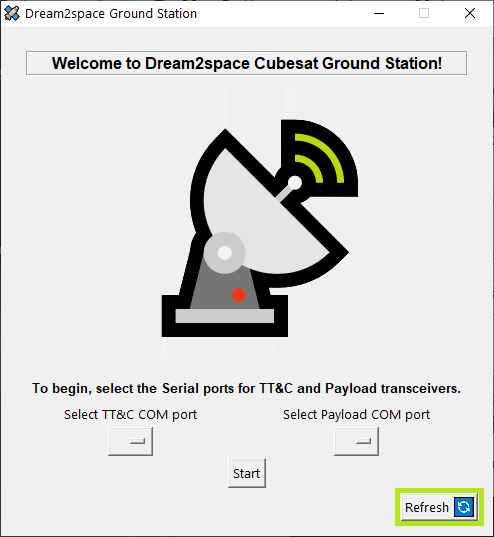 Dream2space Ground Station
Welcome to Dream2space Cubesat Ground Station!
To begin, select the Serial ports for TT&C and Payload transceivers.
Select TT&C COM port
Select Payload COM port
Start
Refresh